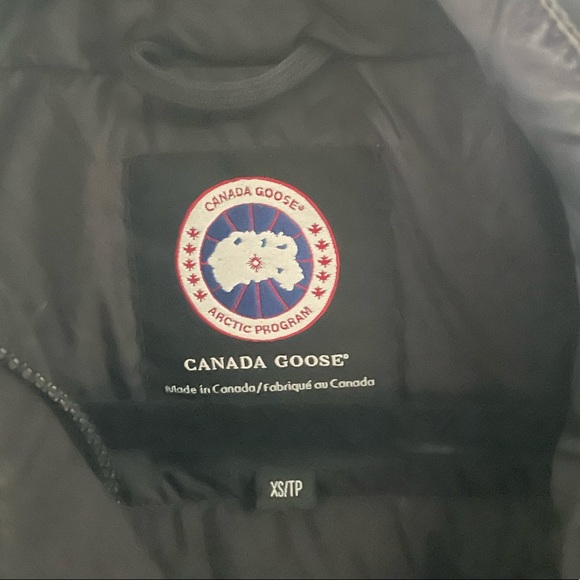 CANADA GOOSE®
ARCTIC PROGRAM
CANADA GOOSE®
Made in Canada/Fabriqué au Canada
XS/TP